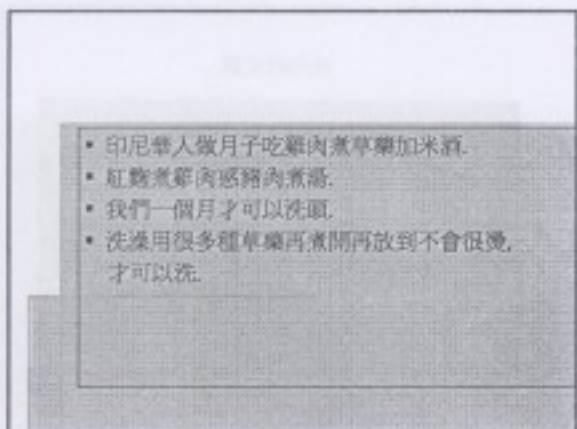 • 印尼華人做月子吃雞肉煮草藥加米酒.
• 紅麴煮雞肉感豬肉煮湯.
• 我們一個月才可以洗頭.
• 洗澡用很多種草藥再煮開再放到不會很燙,
才可以洗.